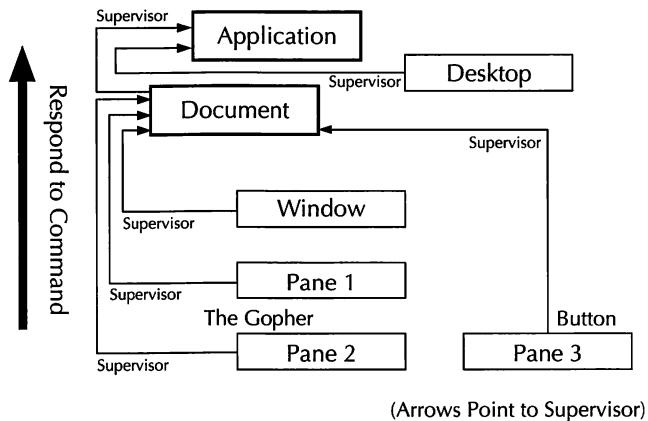 Supervisor
Application
Supervisor
Desktop
Respond to Command
Document
Supervisor
Window
Supervisor
Pane 1
Supervisor
The Gopher
Button
Pane 2
Pane 3
Supervisor
(Arrows Point to Supervisor)